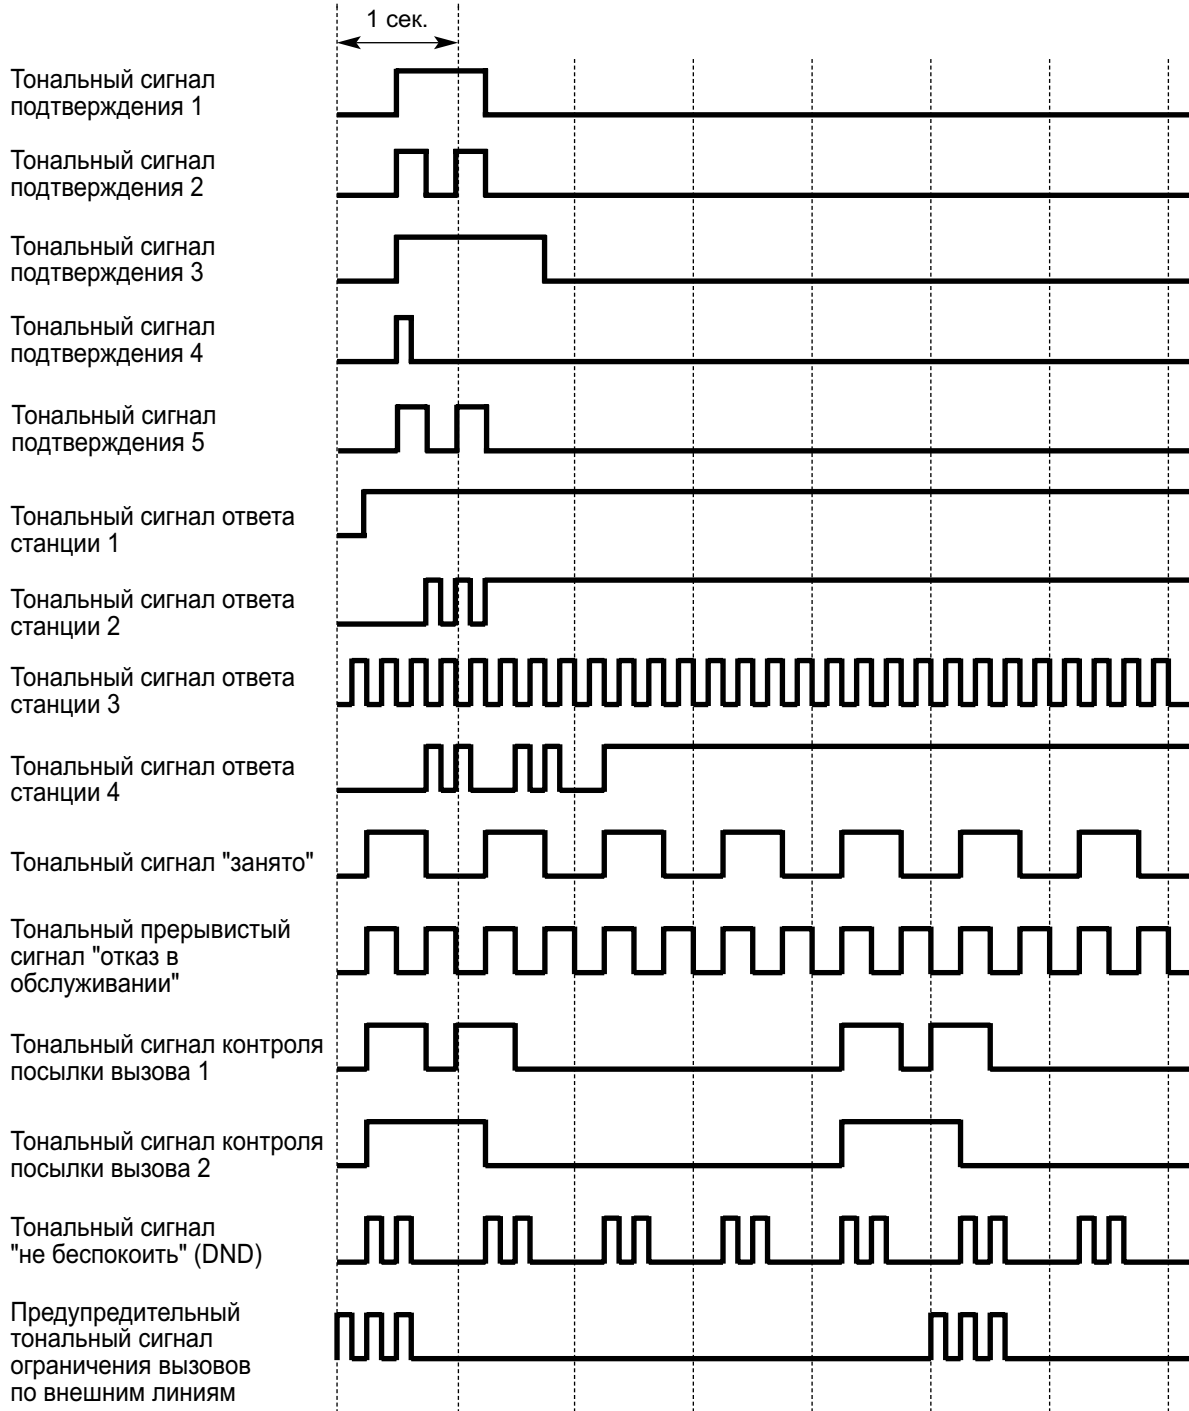 1 сек.
Тональный сигнал
подтверждения 1
Тональный сигнал
подтверждения 2
Тональный сигнал
подтверждения 3
Тональный сигнал
подтверждения 4
Тональный сигнал
подтверждения 5
Тональный сигнал ответа
станции 1
Тональный сигнал ответа
станции 2
Тональный сигнал ответа
станции 3
Тональный сигнал ответа
станции 4
Тональный сигнал "занято"
Тональный прерывистый
сигнал "отказ в
обслуживании"
Тональный сигнал контроля
посылки вызова 1
Тональный сигнал контроля
посылки вызова 2
Тональный сигнал
"не беспокоить" (DND)
Предупредительный
тональный сигнал
ограничения вызовов
по внешним линиям